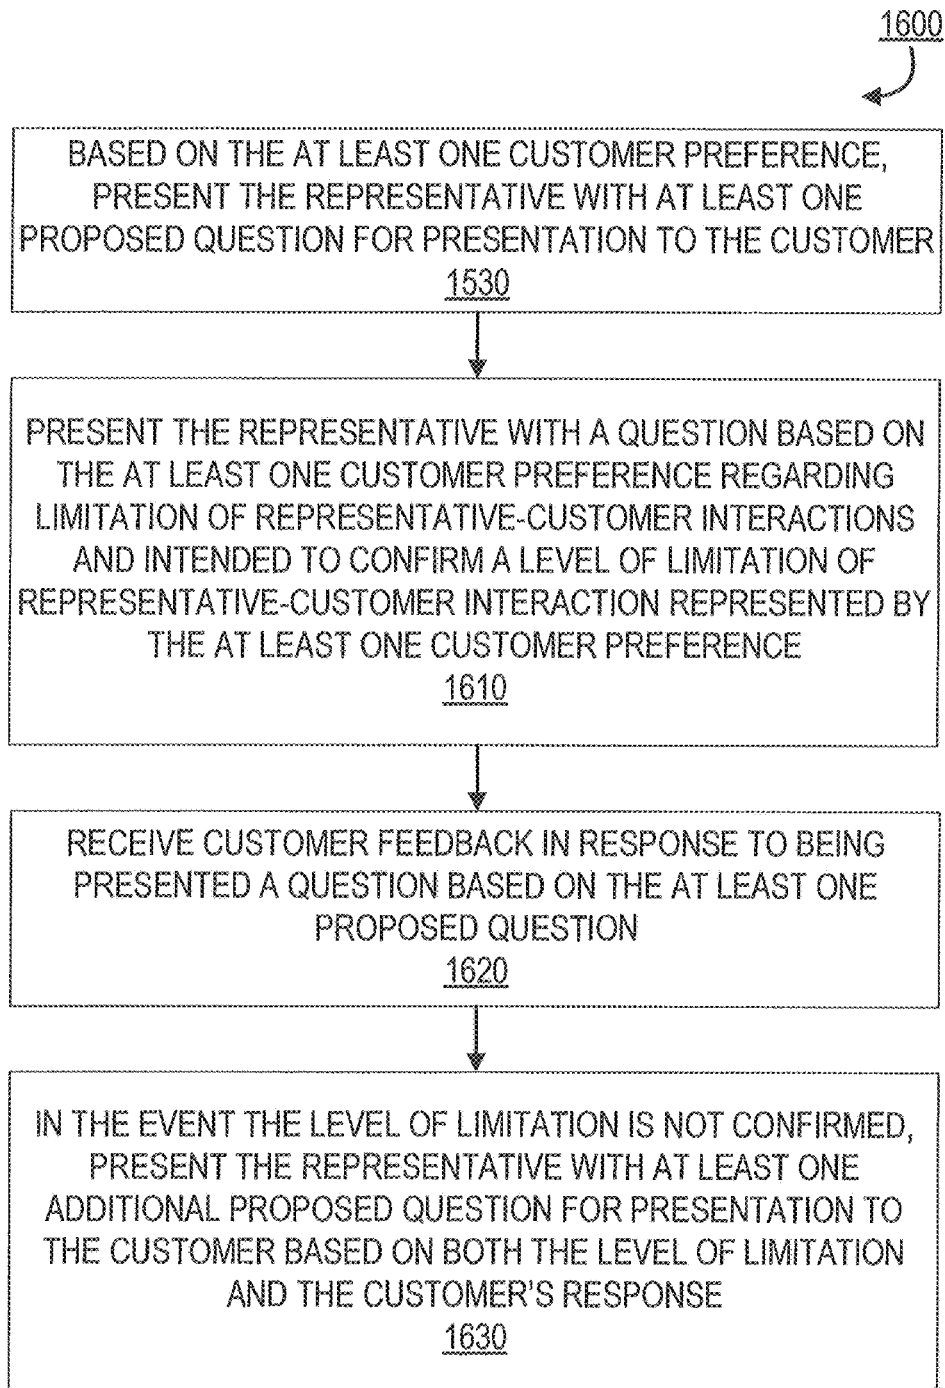 1600
BASED ON THE AT LEAST ONE CUSTOMER PREFERENCE,
PRESENT THE REPRESENTATIVE WITH AT LEAST ONE
PROPOSED QUESTION FOR PRESENTATION TO THE CUSTOMER
1530
PRESENT THE REPRESENTATIVE WITH A QUESTION BASED ON
THE AT LEAST ONE CUSTOMER PREFERENCE REGARDING
LIMITATION OF REPRESENTATIVE-CUSTOMER INTERACTIONS
AND INTENDED TO CONFIRM A LEVEL OF LIMITATION OF
REPRESENTATIVE-CUSTOMER INTERACTION REPRESENTED BY
THE AT LEAST ONE CUSTOMER PREFERENCE
1610
RECEIVE CUSTOMER FEEDBACK IN RESPONSE TO BEING
PRESENTED A QUESTION BASED ON THE AT LEAST ONE
PROPOSED QUESTION
1620
IN THE EVENT THE LEVEL OF LIMITATION IS NOT CONFIRMED,
PRESENT THE REPRESENTATIVE WITH AT LEAST ONE
ADDITIONAL PROPOSED QUESTION FOR PRESENTATION TO
THE CUSTOMER BASED ON BOTH THE LEVEL OF LIMITATION
AND THE CUSTOMER'S RESPONSE
1630